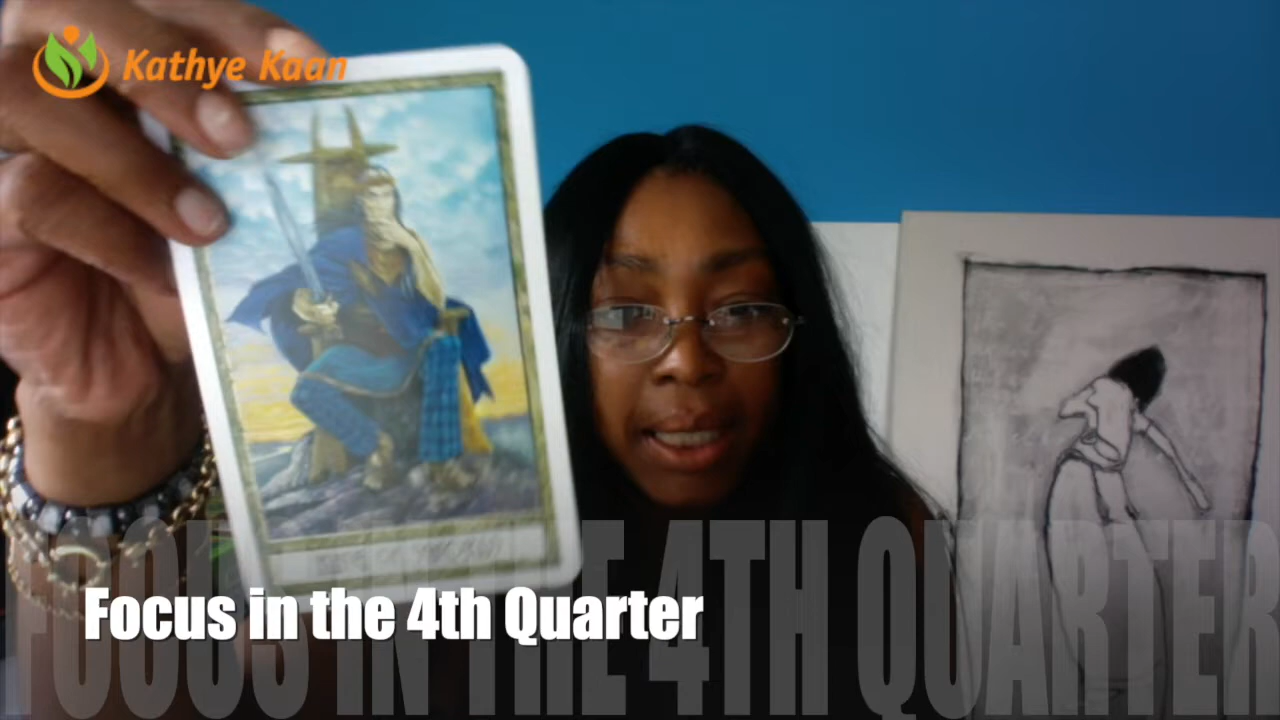 Kathye Kaan
Focus in the 4th Quarter
FOCUS IN THE 4TH QUARTER